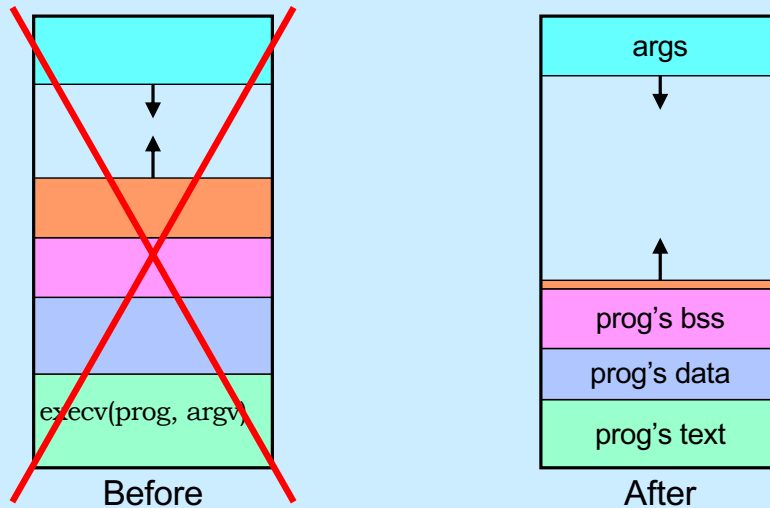 args
prog's bss
prog's data
execv(prog, argv)
prog's text
Before
After